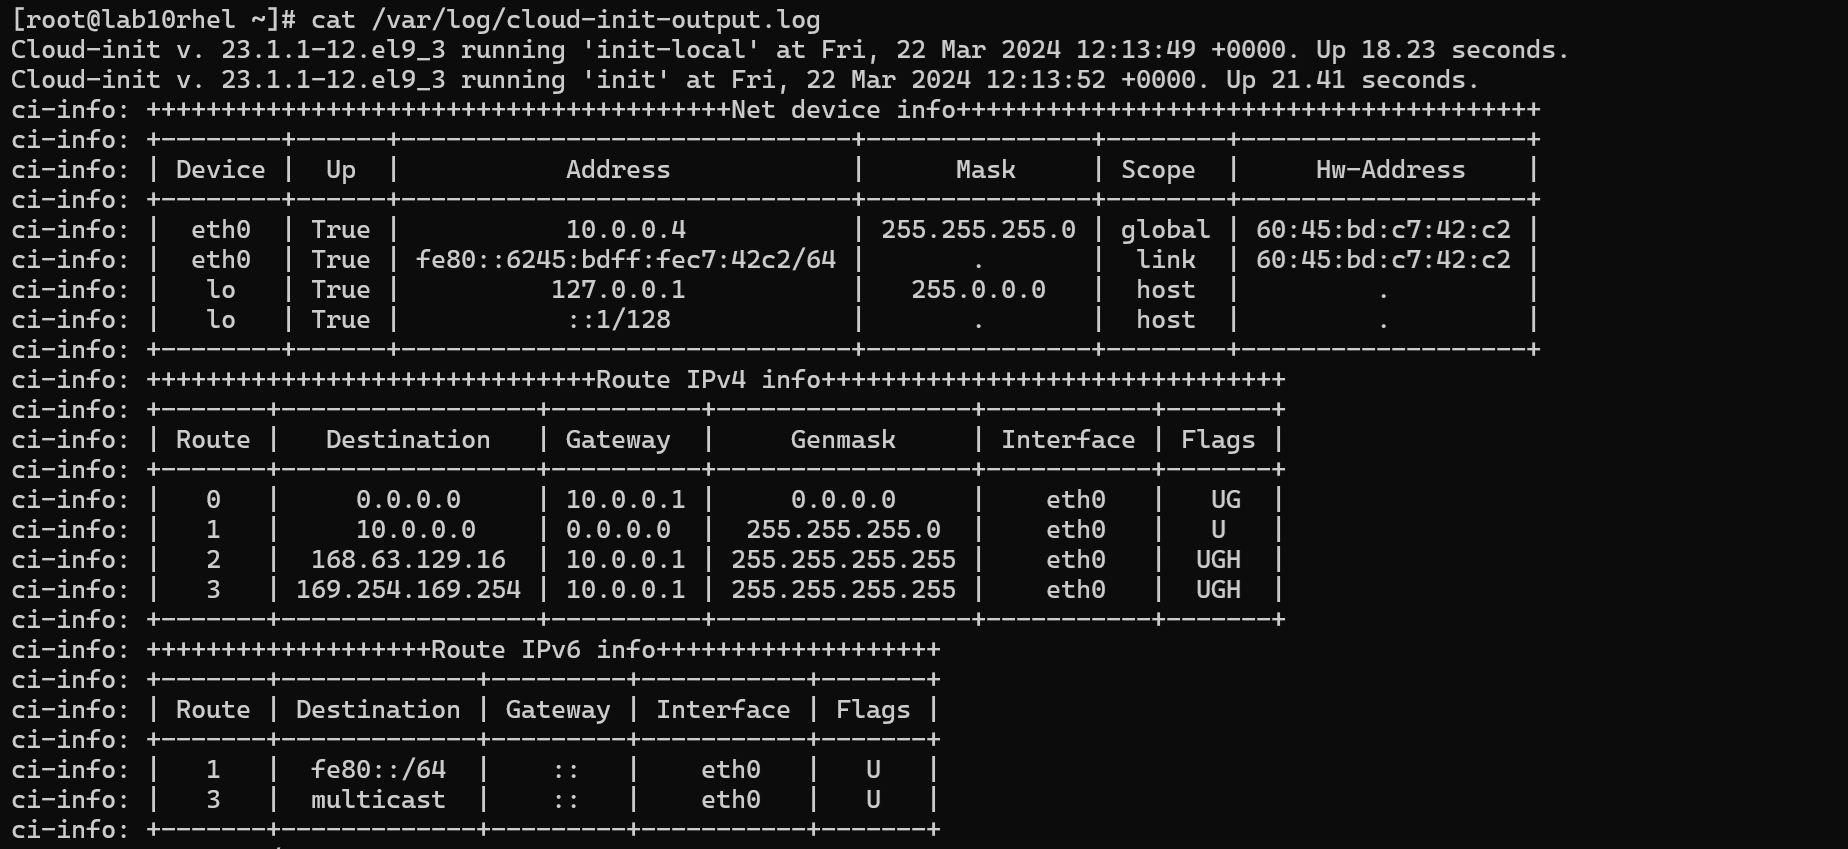 [root@lab10rhel ~]# cat /var/log/cloud-init-output.log
Cloud-init v. 23.1.1-12.el9_3 running 'init-local' at Fri, 22 Mar 2024 12:13:49 +0000. Up 18.23 seconds.
Cloud-init v. 23.1.1-12.el9_3 running 'init' at Fri, 22 Mar 2024 12:13:52 +0000. Up 21.41 seconds.
ci-info: +++++++++++++++++++++++++++++++++++++++Net device info+++++++++++++++++++++++++++++++++++++++
ci-info: +--------+------+------------------------------+---------------+--------+-------------------+
ci-info: | Device |  Up  |           Address            |      Mask     | Scope  |     Hw-Address    |
ci-info: +--------+------+------------------------------+---------------+--------+-------------------+
ci-info: |  eth0  | True |           10.0.0.4           | 255.255.255.0 | global | 60:45:bd:c7:42:c2 |
ci-info: |  eth0  | True | fe80::6245:bdff:fec7:42c2/64 |       .       |  link  | 60:45:bd:c7:42:c2 |
ci-info: |   lo   | True |          127.0.0.1           |   255.0.0.0   |  host  |         .         |
ci-info: |   lo   | True |           ::1/128            |       .       |  host  |         .         |
ci-info: +--------+------+------------------------------+---------------+--------+-------------------+
ci-info: ++++++++++++++++++++++++++++++Route IPv4 info+++++++++++++++++++++++++++++++
ci-info: +-------+-----------------+----------+-----------------+-----------+-------+
ci-info: | Route |   Destination   | Gateway  |     Genmask     | Interface | Flags |
ci-info: +-------+-----------------+----------+-----------------+-----------+-------+
ci-info: |   0   |     0.0.0.0     | 10.0.0.1 |     0.0.0.0     |    eth0   |   UG  |
ci-info: |   1   |     10.0.0.0    | 0.0.0.0  |  255.255.255.0  |    eth0   |   U   |
ci-info: |   2   |  168.63.129.16  | 10.0.0.1 | 255.255.255.255 |    eth0   |  UGH  |
ci-info: |   3   | 169.254.169.254 | 10.0.0.1 | 255.255.255.255 |    eth0   |  UGH  |
ci-info: +-------+-----------------+----------+-----------------+-----------+-------+
ci-info: +++++++++++++++++++Route IPv6 info+++++++++++++++++++
ci-info: +-------+-------------+---------+-----------+-------+
ci-info: | Route | Destination | Gateway | Interface | Flags |
ci-info: +-------+-------------+---------+-----------+-------+
ci-info: |   1   |  fe80::/64  |    ::   |    eth0   |   U   |
ci-info: |   3   |  multicast  |    ::   |    eth0   |   U   |
ci-info: +-------+-------------+---------+-----------+-------+